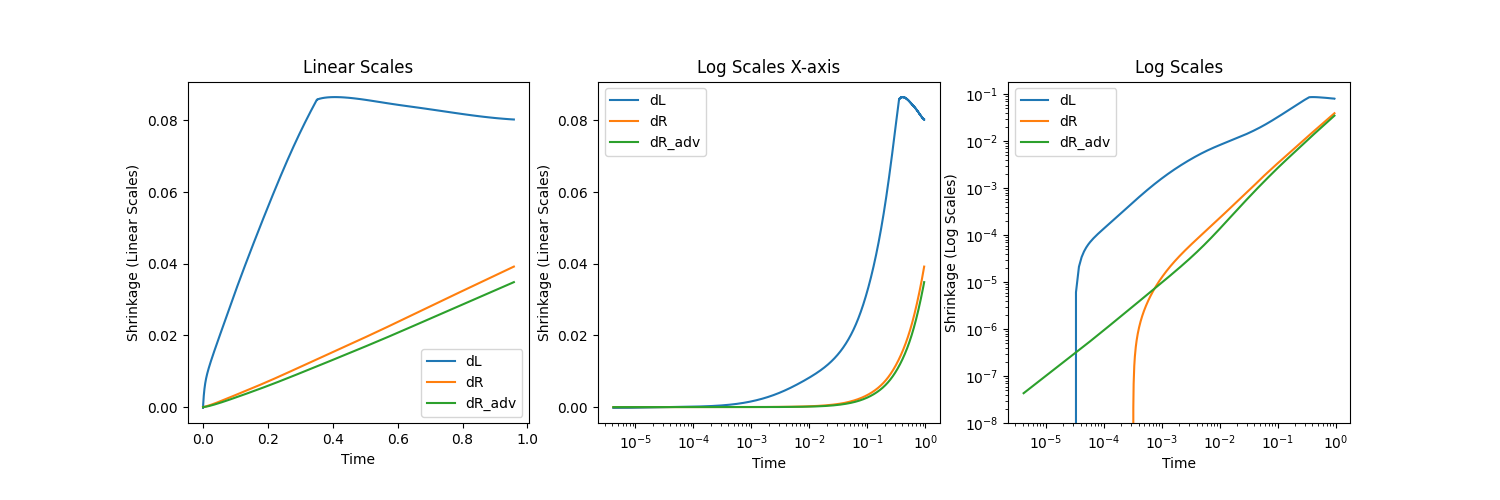 Linear Scales
Shrinkage (Linear Scales)
0.08
0.06
0.04
0.02
0.00
dL
dR
dR_adv
0.0 0.2 0.4 0.6 0.8 1.0
Time
Log Scales X-axis
Shrinkage (Linear Scales)
0.08
0.06
0.04
0.02
0.00
dL
dR
dR_adv
10⁻⁵ 10⁻⁴ 10⁻³ 10⁻² 10⁻¹ 10⁰
Time
Log Scales
Shrinkage (Log Scales)
10⁻¹
10⁻²
10⁻³
10⁻⁴
10⁻⁵
10⁻⁶
10⁻⁷
10⁻⁸
dL
dR
dR_adv
10⁻⁵ 10⁻⁴ 10⁻³ 10⁻² 10⁻¹ 10⁰
Time